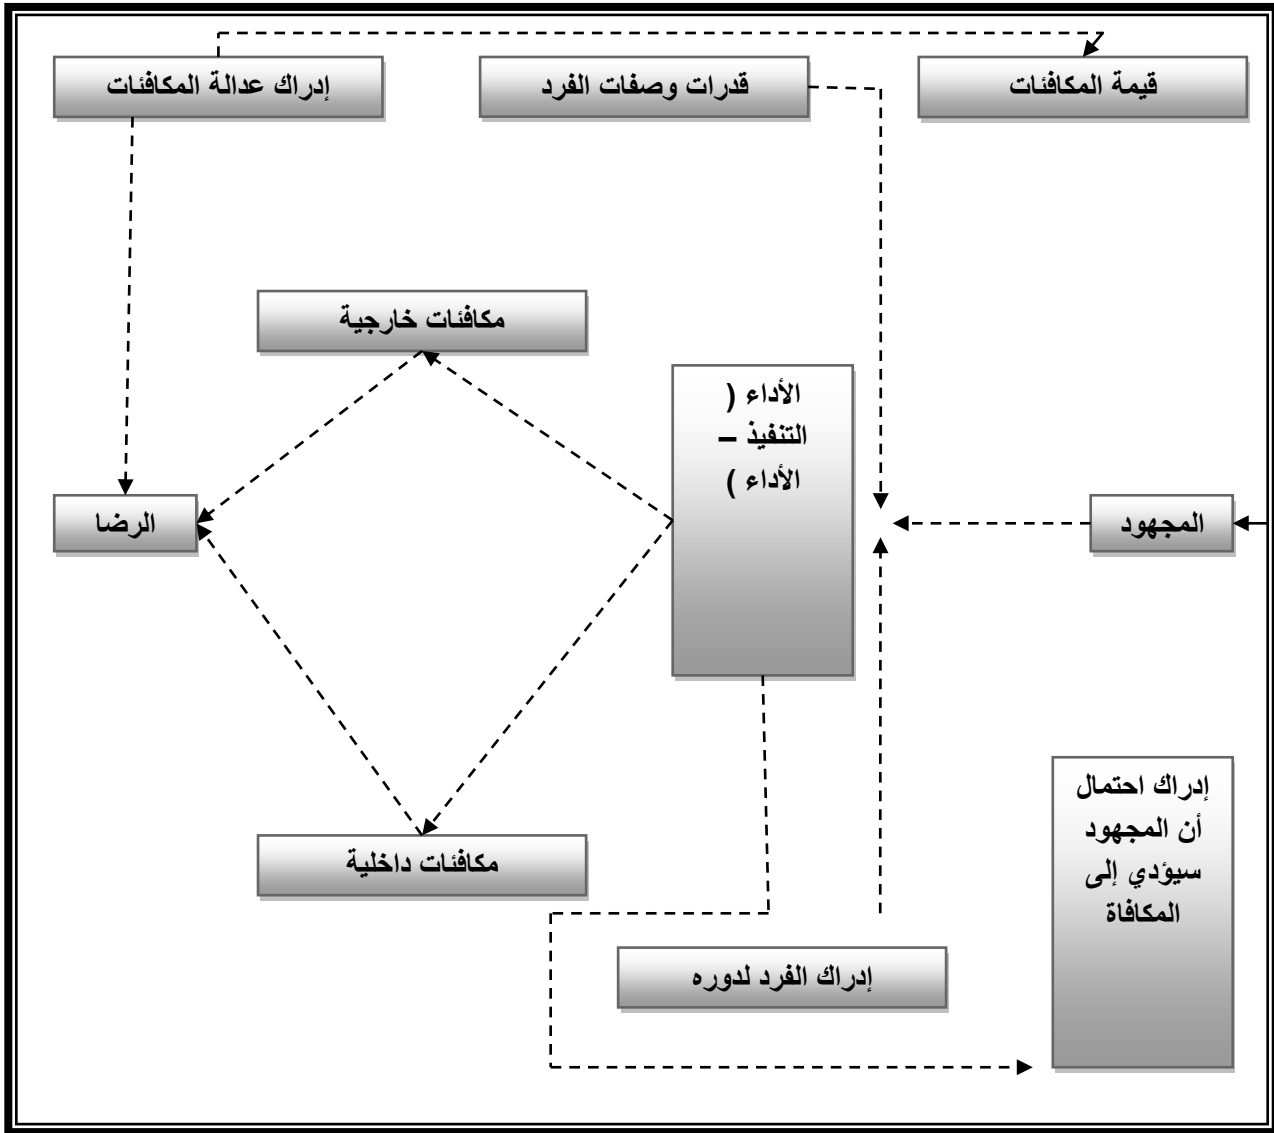 قيمة المكافئات
قدرات وصفات الفرد
إدراك عدالة المكافئات
مكافئات خارجية
الأداء (
التنفيذ –
الأداء )
المجهود
الرضا
إدراك احتمال
أن المجهود
سيؤدي إلى
المكافاة
مكافئات داخلية
إدراك الفرد لدوره